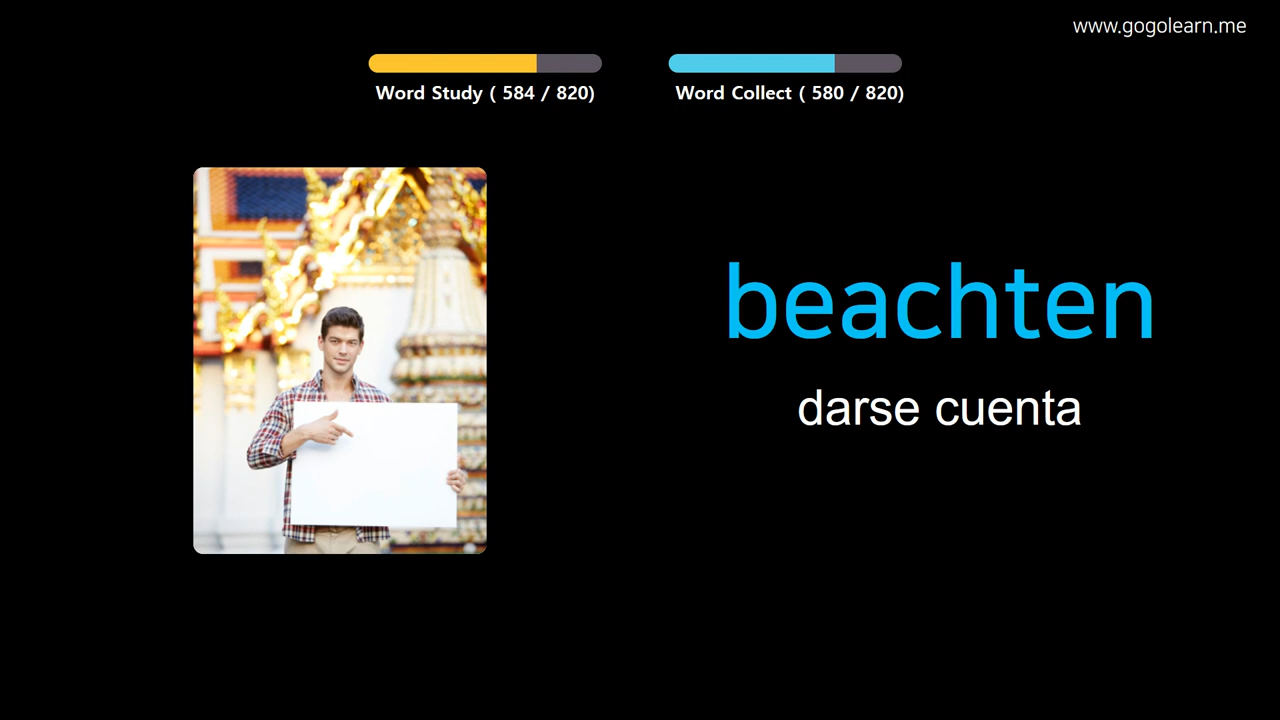 www.gogolearn.me
Word Study ( 584 / 820)
Word Collect ( 580 / 820)
beachten
darse cuenta